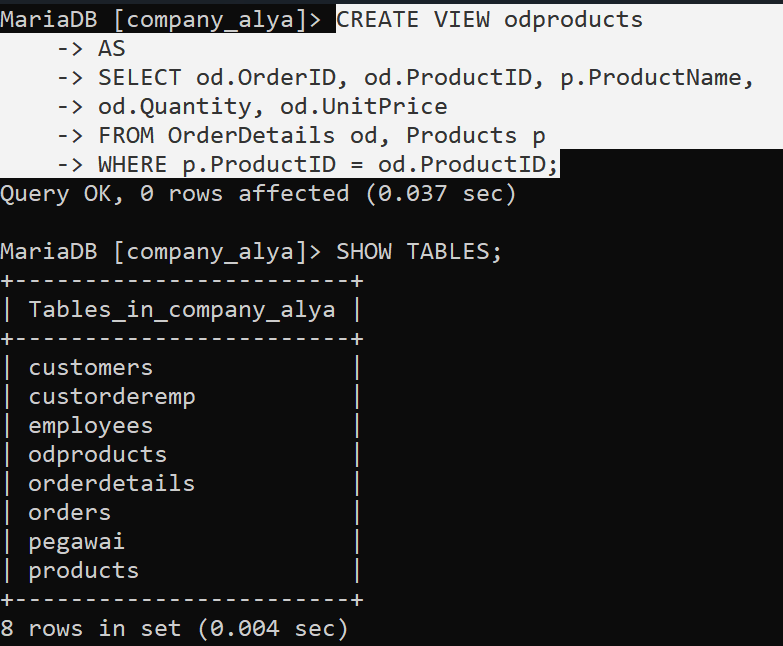 MariaDB [company_alya]> CREATE VIEW odproducts
    -> AS
    -> SELECT od.OrderID, od.ProductID, p.ProductName,
    -> od.Quantity, od.UnitPrice
    -> FROM OrderDetails od, Products p
    -> WHERE p.ProductID = od.ProductID;
Query OK, 0 rows affected (0.037 sec)

MariaDB [company_alya]> SHOW TABLES;
+------------------------+
| Tables_in_company_alya |
+------------------------+
| customers              |
| custorderemp           |
| employees              |
| odproducts             |
| orderdetails           |
| orders                 |
| pegawai                |
| products               |
+------------------------+
8 rows in set (0.004 sec)